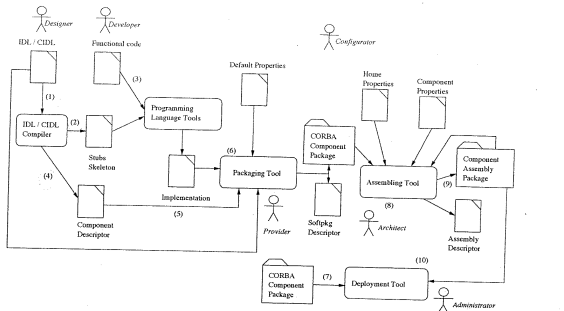 Designer
Developer
Configurator
IDL / CIDL
Functional code
(1)
(3)
Default Properties
Home
Properties
Component
Properties
IDL / CIDL
Compiler
(2)
Stubs
Skeleton
Programming
Language Tools
(4)
(6)
Implementation
Packaging Tool
CORBA
Component
Package
Assembling Tool
(8)
(9)
Component
Assembly
Package
Component
Descriptor
(5)
Provider
Softpkg
Descriptor
Architect
Assembly
Descriptor
(10)
CORBA
Component
Package
(7)
Deployment Tool
Administrator